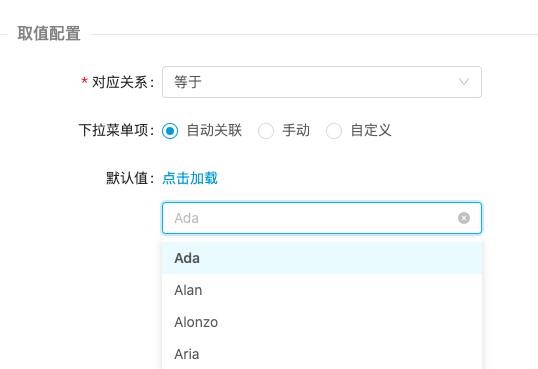 取值配置
* 对应关系: 等于
下拉菜单项: 自动关联 手动 自定义
默认值: 点击加载
Ada
Ada
Alan
Alonzo
Aria